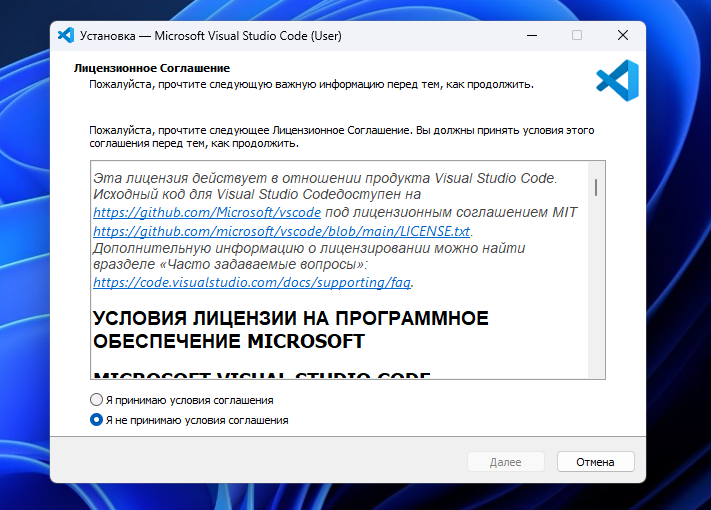 Установка — Microsoft Visual Studio Code (User)
Лицензионное Соглашение
Пожалуйста, прочтите следующую важную информацию перед тем, как продолжить.
Пожалуйста, прочтите следующее Лицензионное Соглашение. Вы должны принять условия этого
соглашения перед тем, как продолжить.
Эта лицензия действует в отношении продукта Visual Studio Code.
Исходный код для Visual Studio Codeдоступен на
https://github.com/Microsoft/vscode под лицензионным соглашением MIT
https://github.com/microsoft/vscode/blob/main/LICENSE.txt.
Дополнительную информацию о лицензировании можно найти
вразделе «Часто задаваемые вопросы»:
https://code.visualstudio.com/docs/supporting/faq.
УСЛОВИЯ ЛИЦЕНЗИИ НА ПРОГРАММНОЕ
ОБЕСПЕЧЕНИЕ MICROSOFT
MICROSOFT VISUAL STUDIO CODE
Я принимаю условия соглашения
Я не принимаю условия соглашения
Далее
Отмена